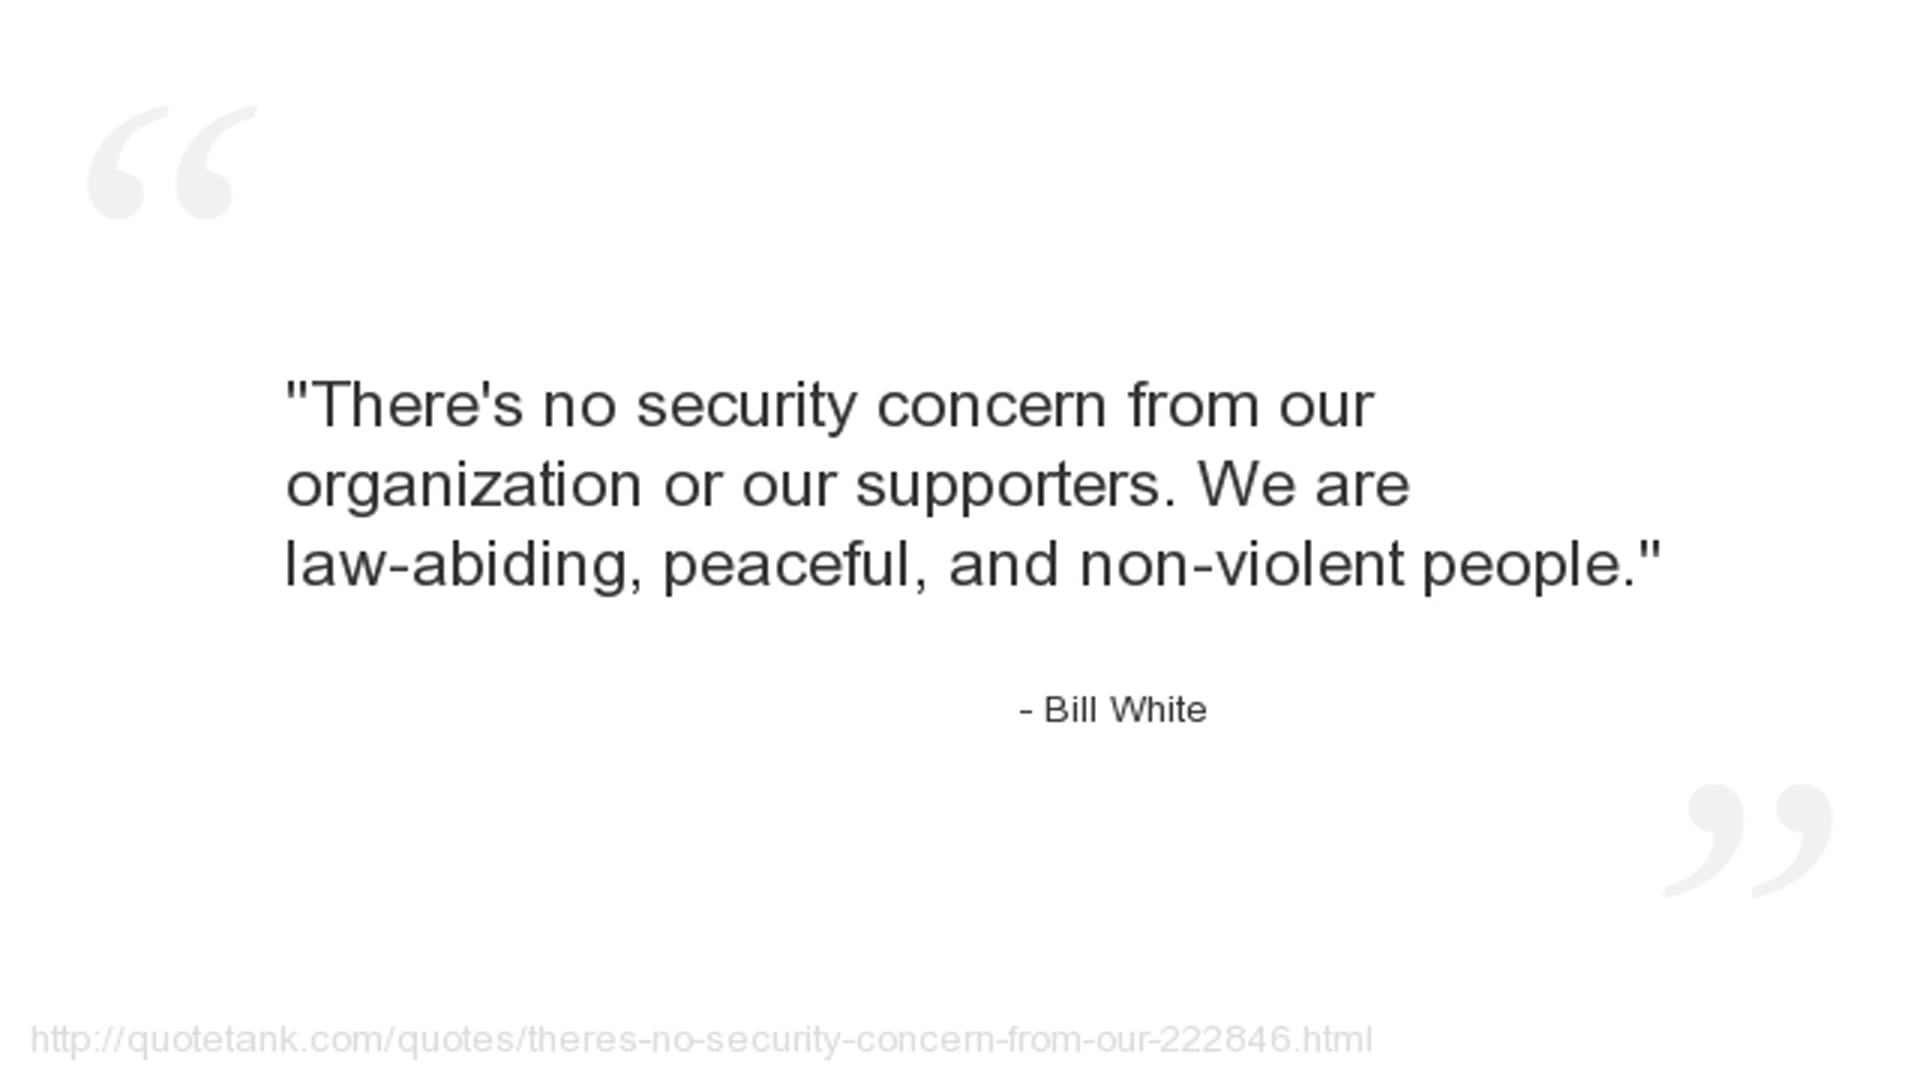 "There's no security concern from our
organization or our supporters. We are
law-abiding, peaceful, and non-violent people."
- Bill White
http://quotetank.com/quotes/theres-no-security-concern-from-our-222846.html